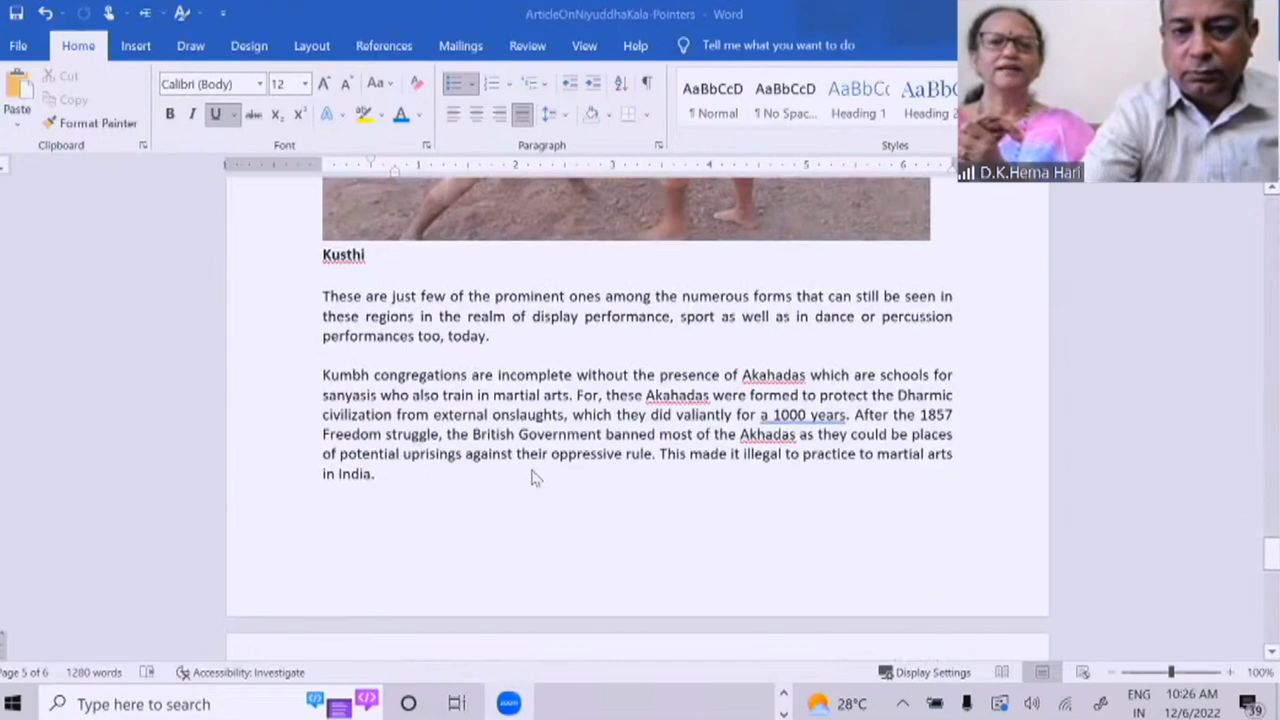 ArticleOnNiyuddhaKala-Pointers - Word
File Home Insert Draw Design Layout References Mailings Review View Help Tell me what you want to do
Paste
Cut
Copy
Format Painter
Clipboard
Calibri (Body) 12
Font
Paragraph
AaBbCcD AaBbCcD AaBbCc AaBb
¶ Normal ¶ No Spac... Heading 1 Heading
Styles
D.K.Hema Hari
1 2 3 4 5 6
Kusthi
These are just few of the prominent ones among the numerous forms that can still be seen in
these regions in the realm of display performance, sport as well as in dance or percussion
performances too, today.
Kumbh congregations are incomplete without the presence of Akahadas which are schools for
sanyasis who also train in martial arts. For, these Akahadas were formed to protect the Dharmic
civilization from external onslaughts, which they did valiantly for a 1000 years. After the 1857
Freedom struggle, the British Government banned most of the Akhadas as they could be places
of potential uprisings against their oppressive rule. This made it illegal to practice to martial arts
in India.
Page 5 of 6 1280 words Accessibility: Investigate Display Settings 100%
Type here to search 28°C ENG 10:26 AM
IN 12/6/2022 39